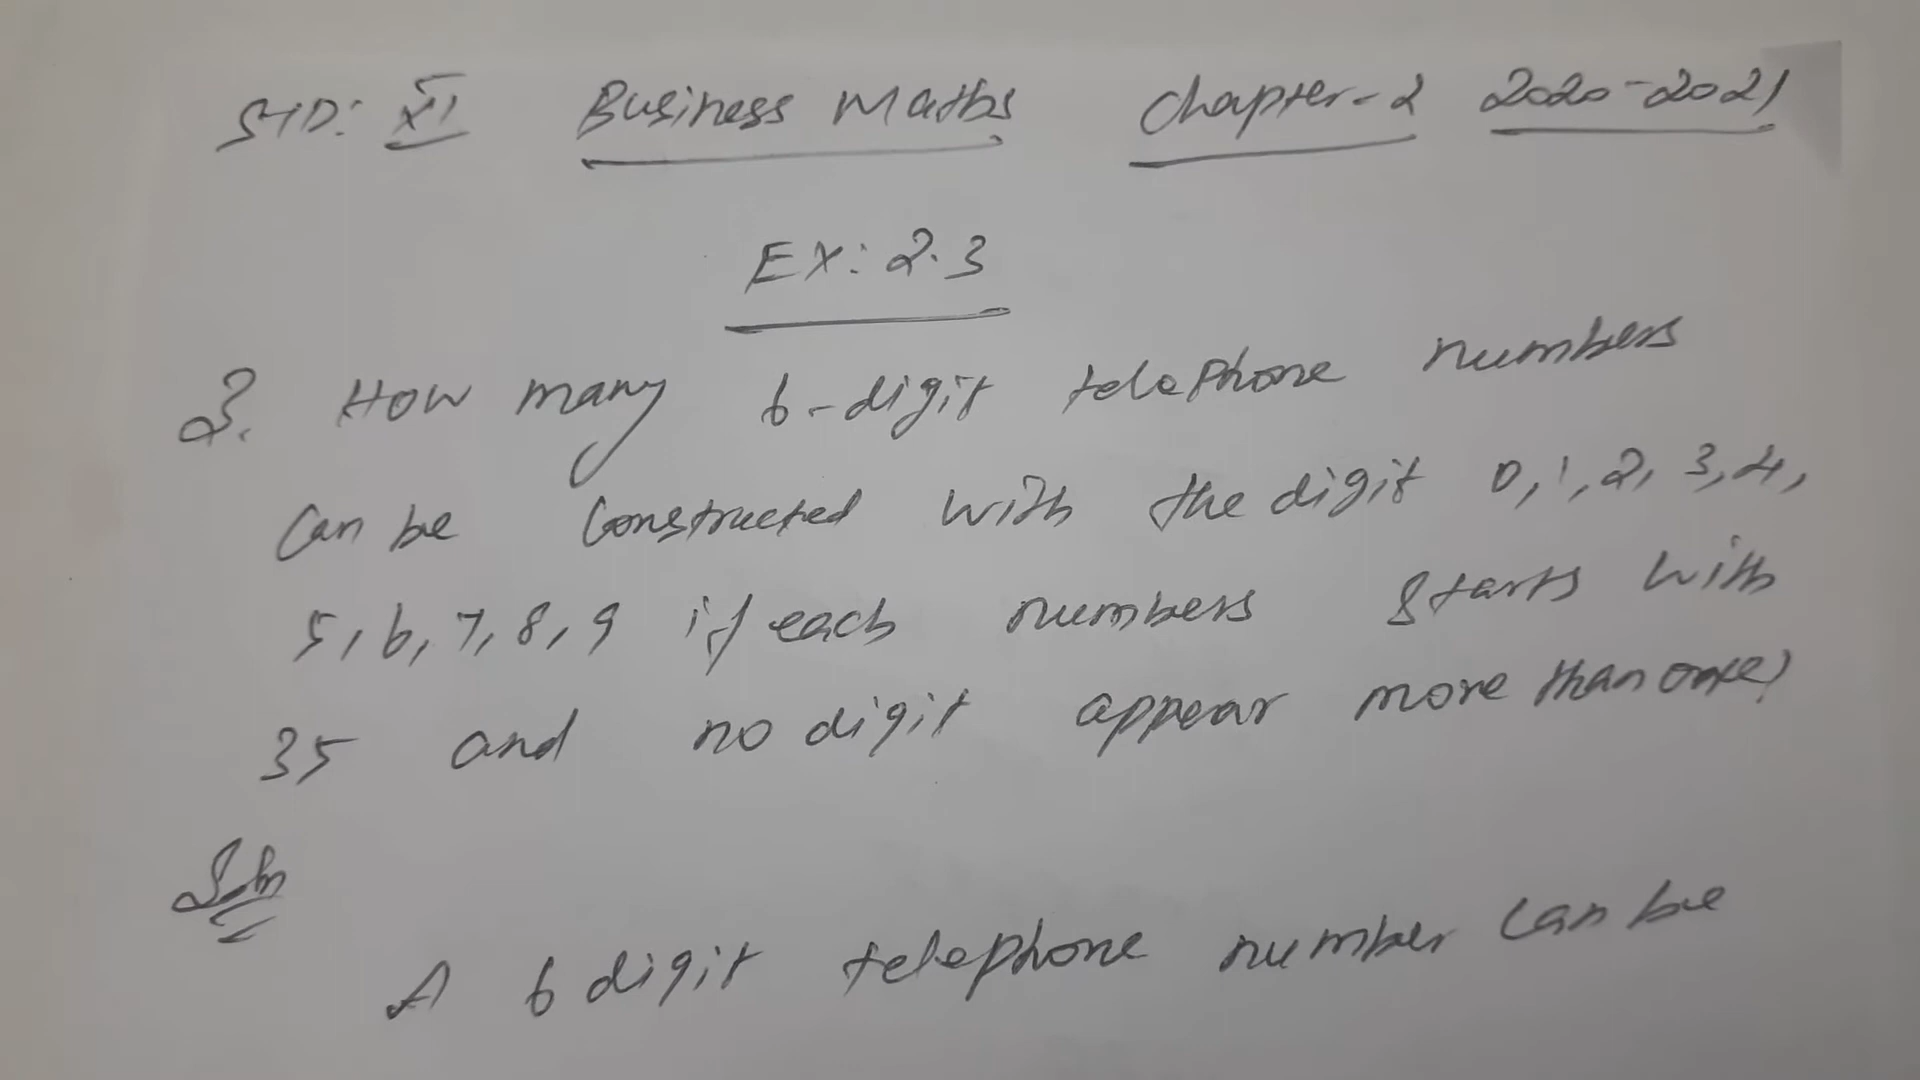 STD: XI Business Maths Chapter-2 2020-2021
EX: 2.3
2. How many 6-digit telephone numbers
Can be Constructed with the digit 0,1,2,3,4,
5,6,7,8,9 if each numbers starts with
35 and no digit appear more than once?
Soln
A 6 digit telephone number Can be